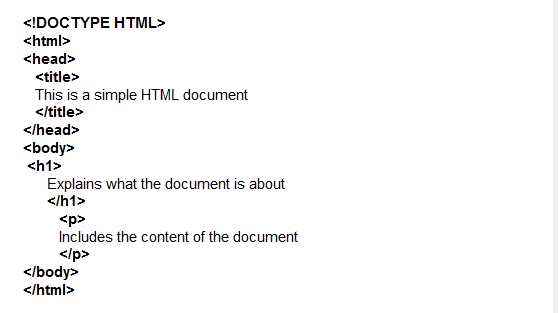 <!DOCTYPE HTML>
<html>
<head>
<title>
This is a simple HTML document
</title>
</head>
<body>
<h1>
Explains what the document is about
</h1>
<p>
Includes the content of the document
</p>
</body>
</html>